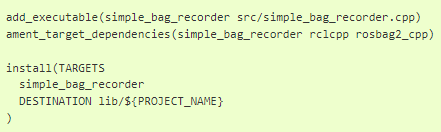 add_executable(simple_bag_recorder src/simple_bag_recorder.cpp)
ament_target_dependencies(simple_bag_recorder rclcpp rosbag2_cpp)

install(TARGETS
  simple_bag_recorder
  DESTINATION lib/${PROJECT_NAME}
)